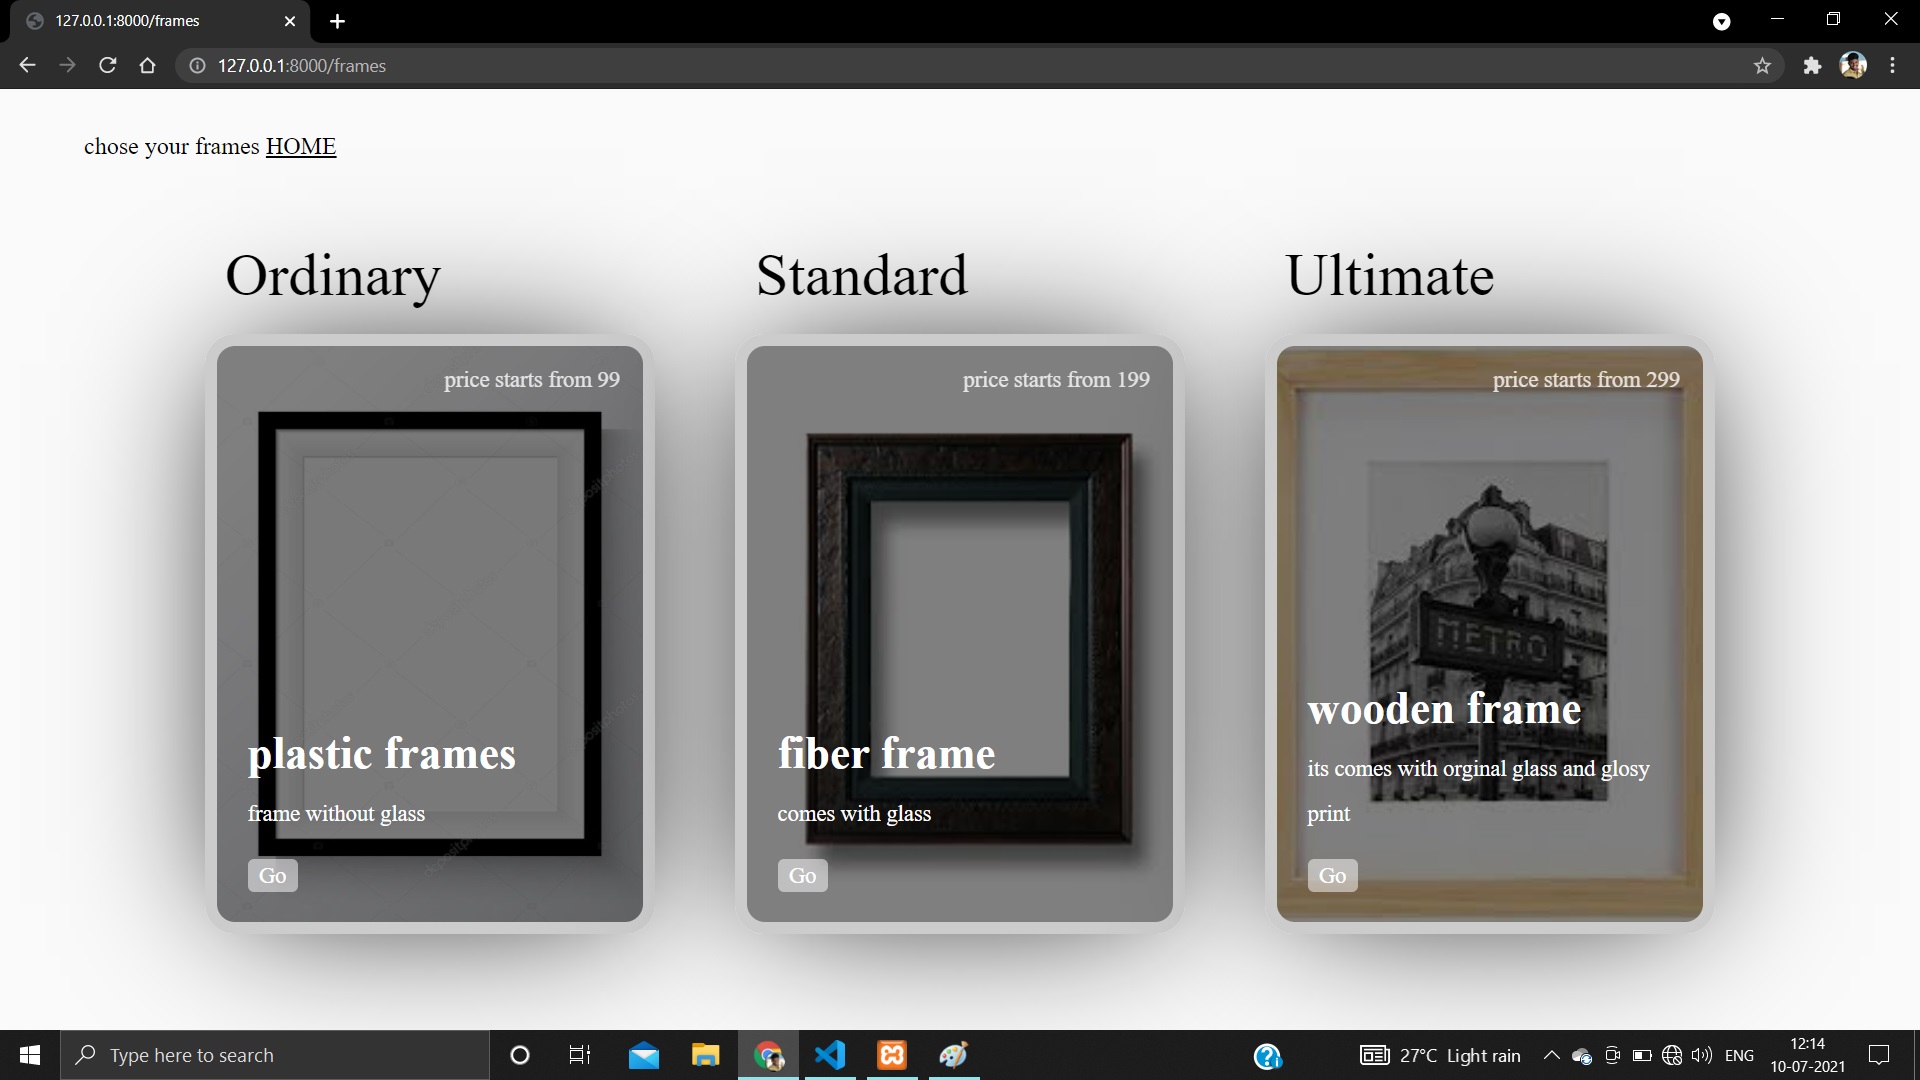 127.0.0.1:8000/frames
127.0.0.1:8000/frames
chose your frames HOME
Ordinary
Standard
Ultimate
price starts from 99
plastic frames
frame without glass
Go
price starts from 199
fiber frame
comes with glass
Go
price starts from 299
METRO
wooden frame
its comes with orginal glass and glosy
print
Go
Type here to search
27°C Light rain
ENG
12:14
10-07-2021